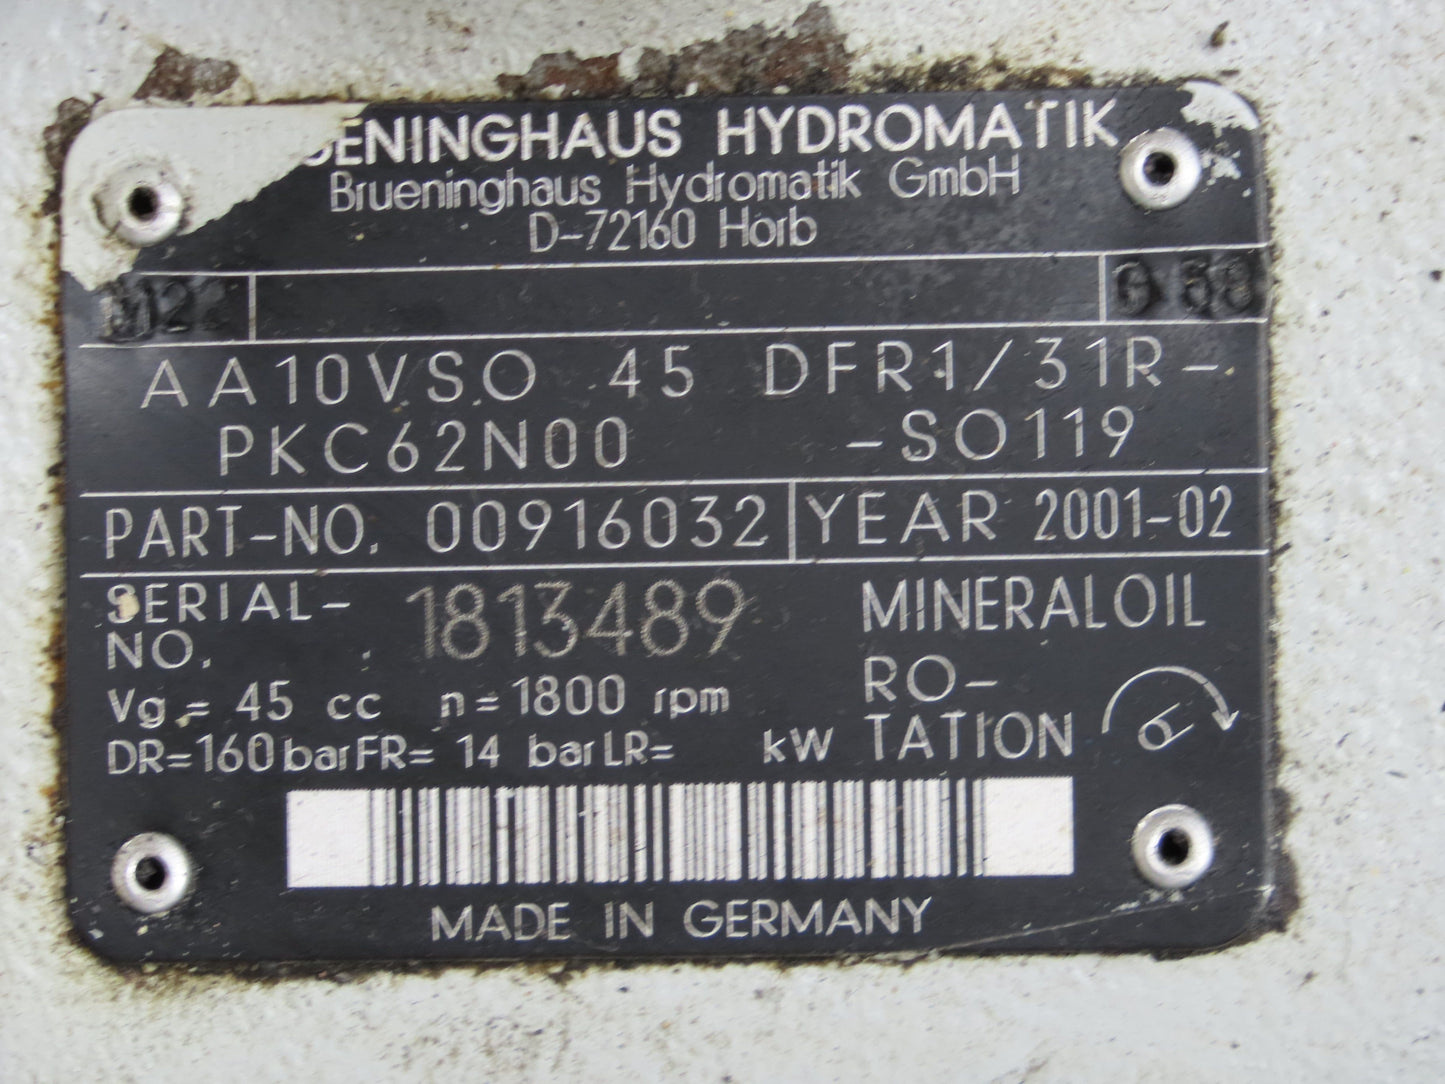 BRUENINGHAUS HYDROMATIK
Brueninghaus Hydromatik GmbH
D-72160 Horb
AA10VSO 45 DFR1/31R-
PKC62N00 -SO119
PART-NO. 00916032 YEAR 2001-02
SERIAL-NO. 1813489 MINERALOIL
Vg = 45 cc n = 1800 rpm RO-TATION
DR=160 bar FR= 14 bar LR= kW
MADE IN GERMANY